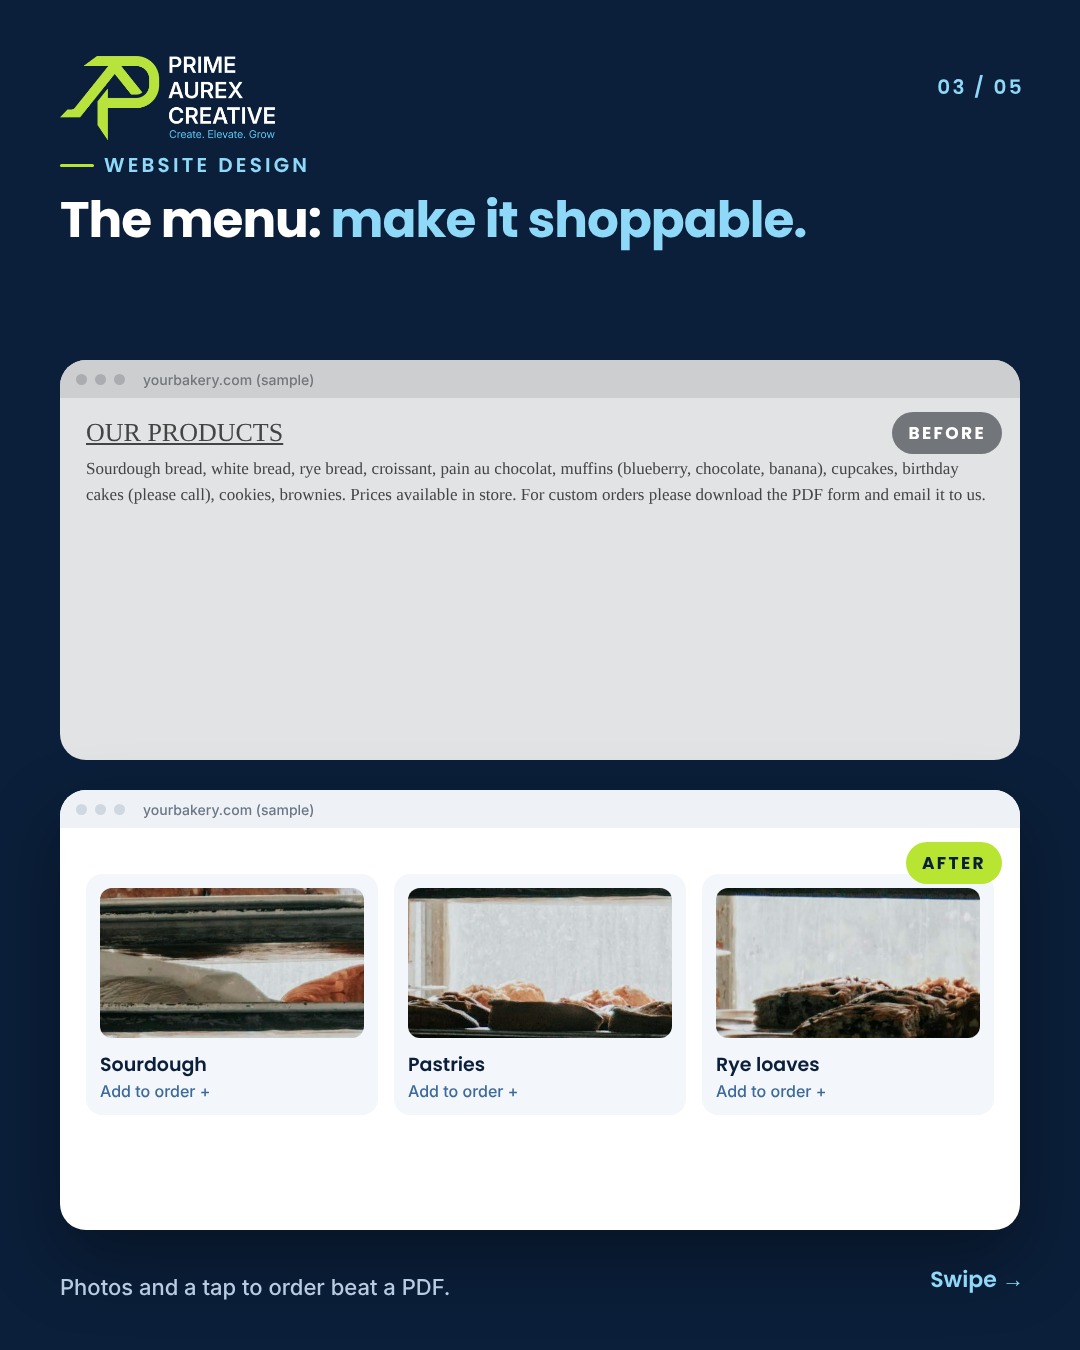 PRIME
AUREX
CREATIVE
Create. Elevate. Grow
03 / 05
WEBSITE DESIGN
The menu: make it shoppable.
yourbakery.com (sample)
OUR PRODUCTS
BEFORE
Sourdough bread, white bread, rye bread, croissant, pain au chocolat, muffins (blueberry, chocolate, banana), cupcakes, birthday
cakes (please call), cookies, brownies. Prices available in store. For custom orders please download the PDF form and email it to us.
yourbakery.com (sample)
AFTER
Sourdough
Add to order +
Pastries
Add to order +
Rye loaves
Add to order +
Photos and a tap to order beat a PDF.
Swipe →